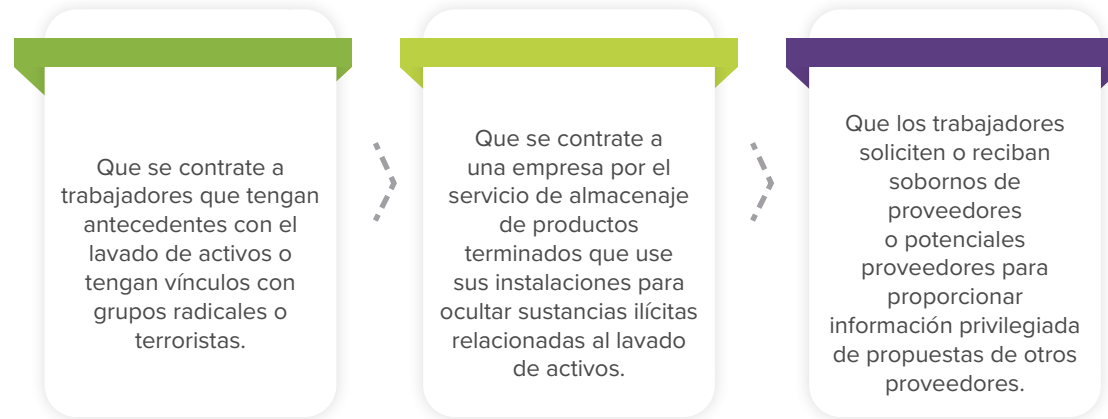 Que se contrate a
trabajadores que tengan
antecedentes con el
lavado de activos o
tengan vínculos con
grupos radicales o
terroristas.
Que se contrate a
una empresa por el
servicio de almacenaje
de productos
terminados que use
sus instalaciones para
ocultar sustancias ilícitas
relacionadas al lavado
de activos.
Que los trabajadores
soliciten o reciban
sobornos de
proveedores
o potenciales
proveedores para
proporcionar
información privilegiada
de propuestas de otros
proveedores.